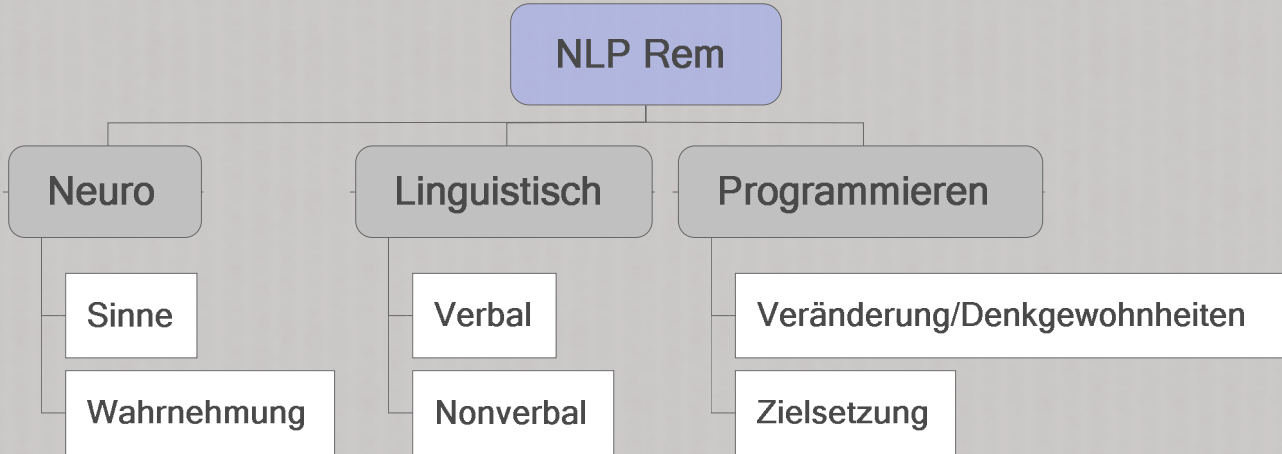 NLP Rem
Neuro
Linguistisch
Programmieren
Sinne
Verbal
Veränderung/Denkgewohnheiten
Wahrnehmung
Nonverbal
Zielsetzung